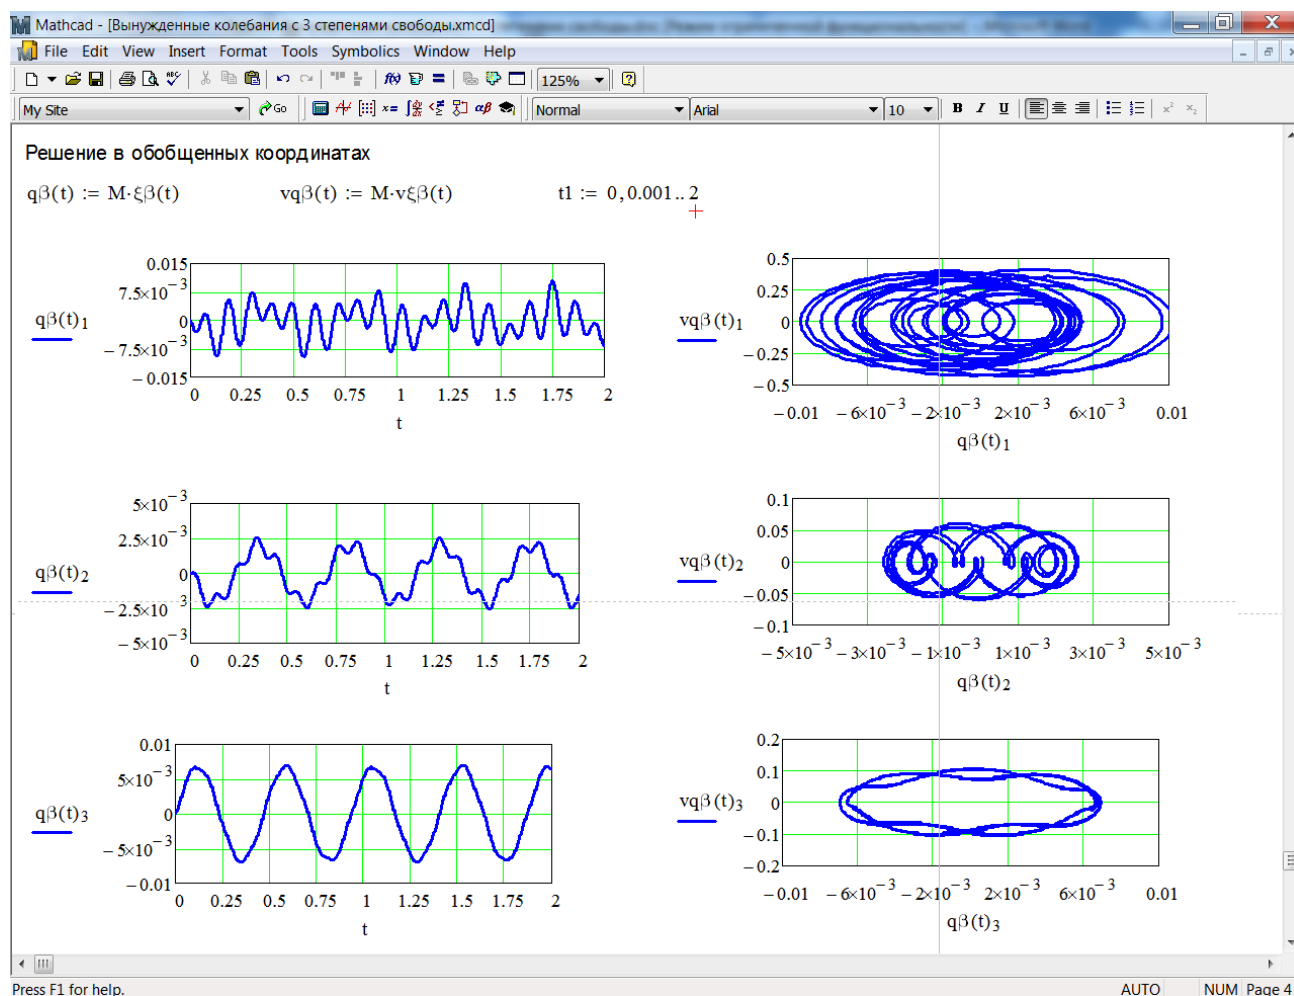 Mathcad - [Вынужденные колебания с 3 степенями свободы.xmcd]
File Edit View Insert Format Tools Symbolics Window Help
125%
My Site Go Normal Arial 10 B I U
Решение в обобщенных координатах
qβ(t) := M·ξβ(t) vqβ(t) := M·vξβ(t) t1 := 0,0.001..2
0.015
7.5×10⁻³
0
−7.5×10⁻³
−0.015
qβ(t)₁
0 0.25 0.5 0.75 1 1.25 1.5 1.75 2
t
0.5
0.25
0
−0.25
−0.5
vqβ(t)₁
−0.01 −6×10⁻³ −2×10⁻³ 2×10⁻³ 6×10⁻³ 0.01
qβ(t)₁
5×10⁻³
2.5×10⁻³
0
−2.5×10⁻³
−5×10⁻³
qβ(t)₂
0 0.25 0.5 0.75 1 1.25 1.5 1.75 2
t
0.1
0.05
0
−0.05
−0.1
vqβ(t)₂
−5×10⁻³ −3×10⁻³ −1×10⁻³ 1×10⁻³ 3×10⁻³ 5×10⁻³
qβ(t)₂
0.01
5×10⁻³
0
−5×10⁻³
−0.01
qβ(t)₃
0 0.25 0.5 0.75 1 1.25 1.5 1.75 2
t
0.2
0.1
0
−0.1
−0.2
vqβ(t)₃
−0.01 −6×10⁻³ −2×10⁻³ 2×10⁻³ 6×10⁻³ 0.01
qβ(t)₃
Press F1 for help. AUTO NUM Page 4